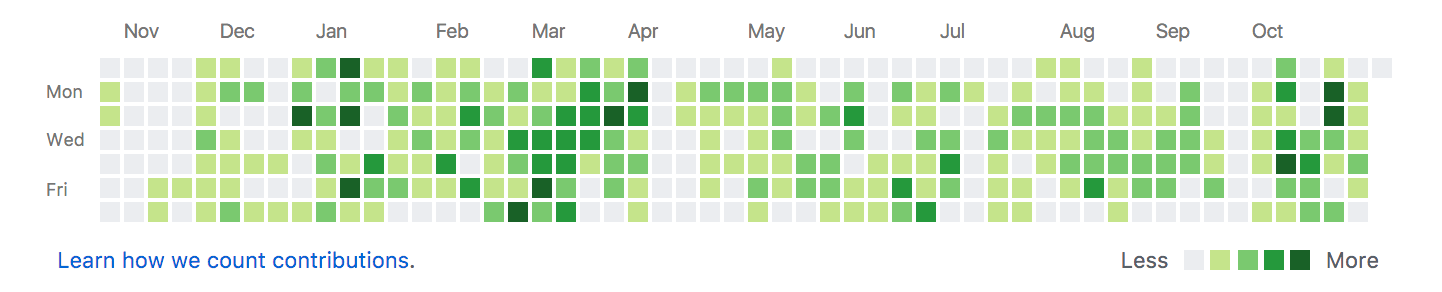 Nov Dec Jan Feb Mar Apr May Jun Jul Aug Sep Oct
Mon
Wed
Fri
Learn how we count contributions. Less More